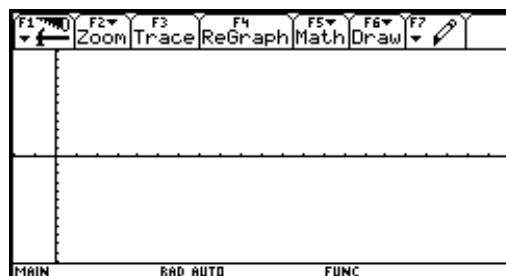 F1 F2 F3 F4 F5 F6 F7
Zoom Trace ReGraph Math Draw
MAIN RAD AUTO FUNC